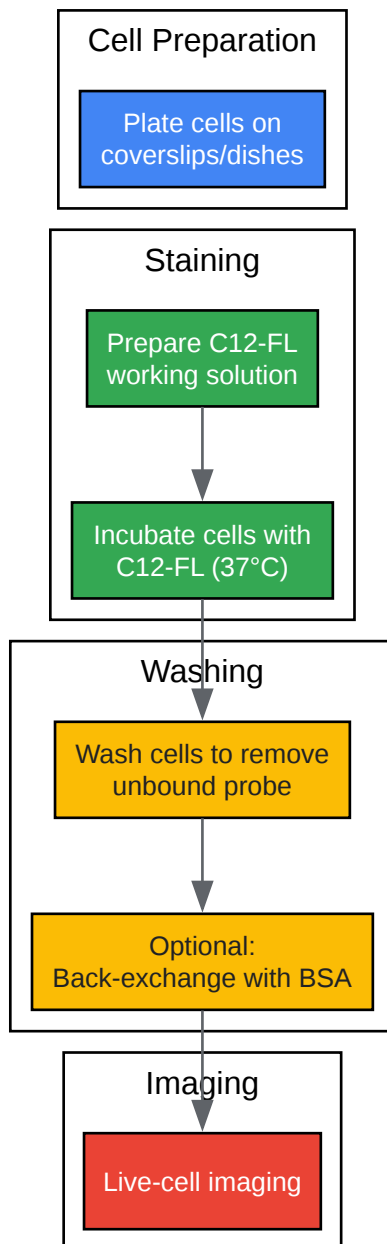 Cell Preparation
Plate cells on
coverslips/dishes
Staining
Prepare C12-FL
working solution
Incubate cells with
C12-FL (37°C)
Washing
Wash cells to remove
unbound probe
Optional:
Back-exchange with BSA
Imaging
Live-cell imaging